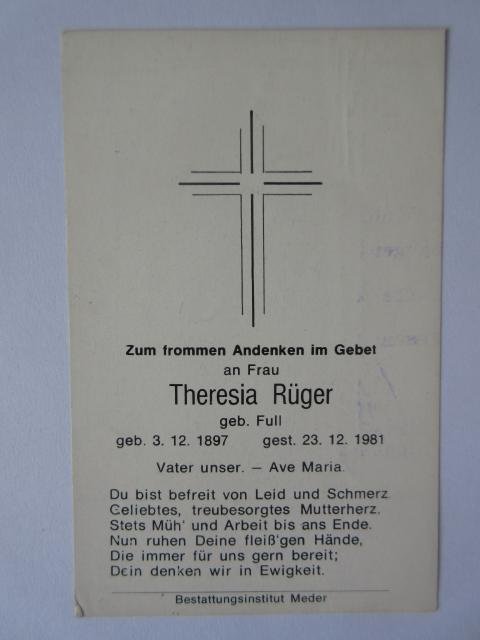 Zum frommen Andenken im Gebet
an Frau
Theresia Rüger
geb. Full
geb. 3. 12. 1897 gest. 23. 12. 1981
Vater unser. – Ave Maria.
Du bist befreit von Leid und Schmerz
Geliebtes, treubesorgtes Mutterherz.
Stets Müh' und Arbeit bis ans Ende.
Nun ruhen Deine fleiß'gen Hände,
Die immer für uns gern bereit;
Dein denken wir in Ewigkeit.
Bestattungsinstitut Meder